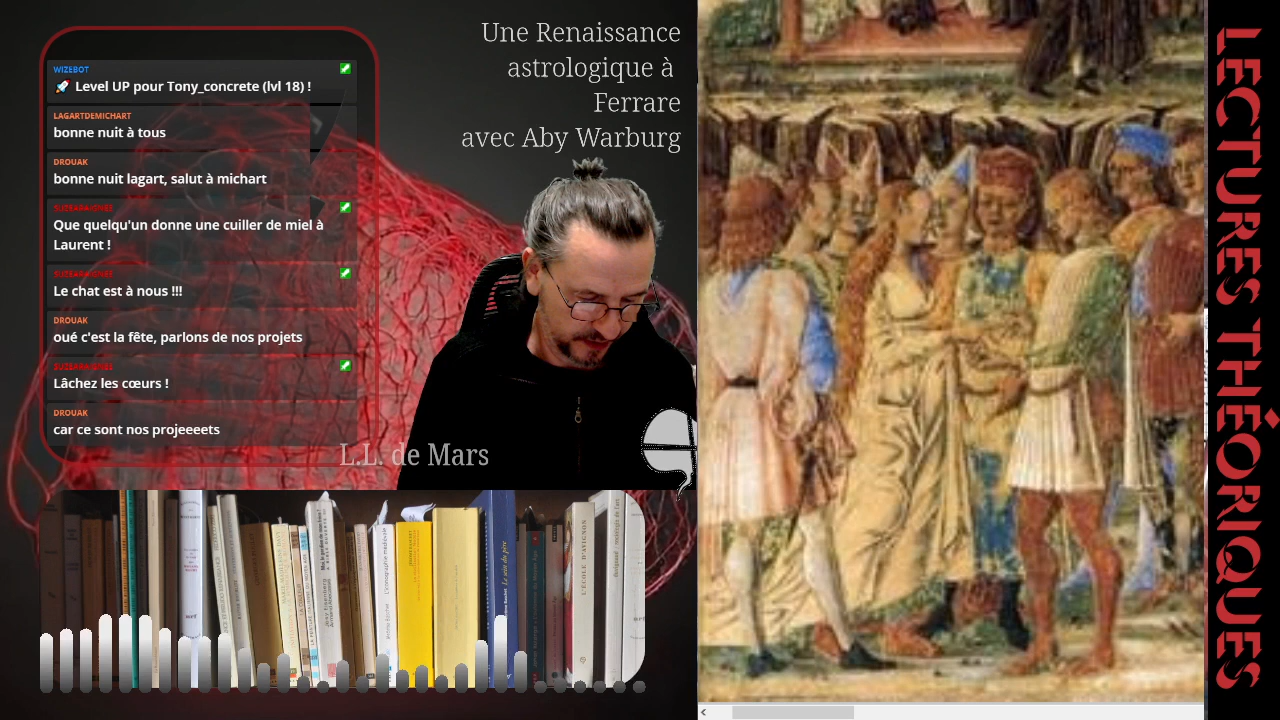 Une Renaissance
astrologique à
Ferrare
avec Aby Warburg
WIZEBOT
🚀 Level UP pour Tony_concrete (lvl 18) !
LAGARTDEMICHART
bonne nuit à tous
DROUAK
bonne nuit lagart, salut à michart
Que quelqu'un donne une cuiller de miel à
Laurent !
Le chat est à nous !!!
DROUAK
oué c'est la fête, parlons de nos projets
Lâchez les cœurs !
DROUAK
car ce sont nos projeeeets
L.L. de Mars
L'ÉCOLE D'AVIGNON
LECTURES THÉORIQUES